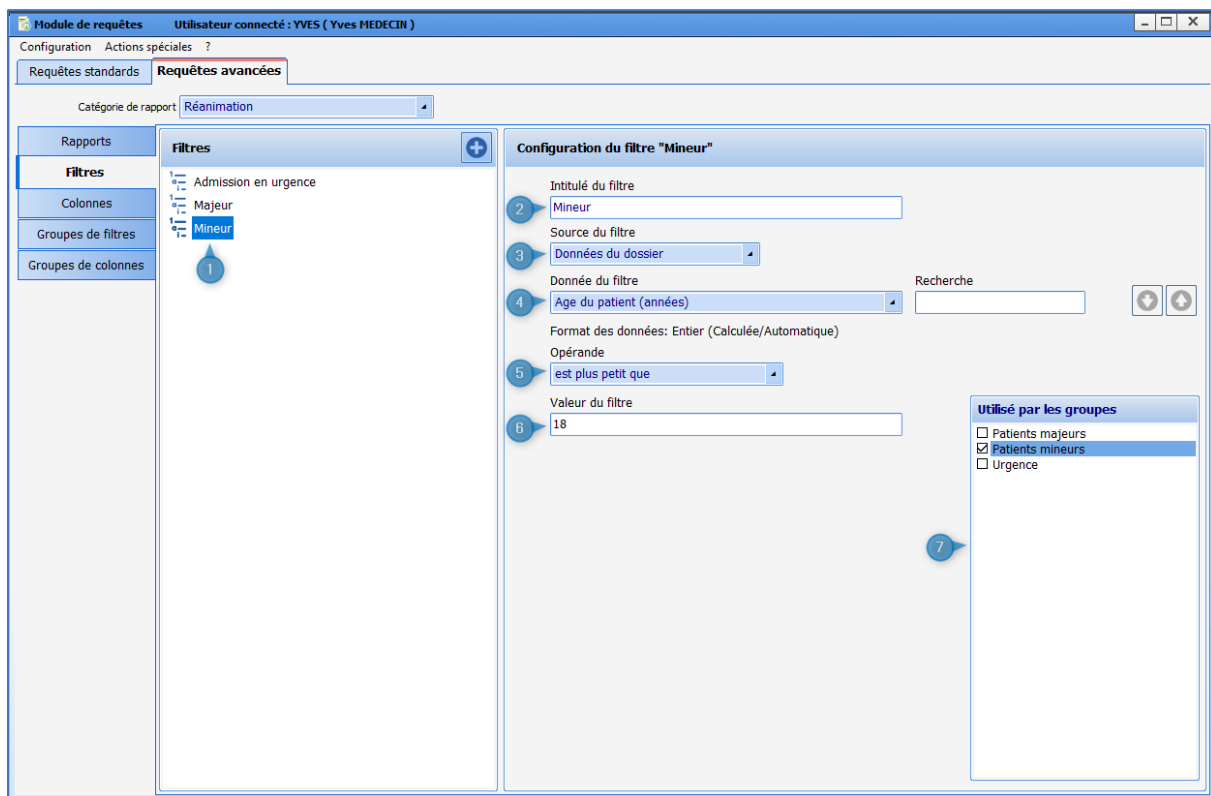 Module de requêtes Utilisateur connecté : YVES ( Yves MEDECIN )
Configuration Actions spéciales ?
Requêtes standards Requêtes avancées
Catégorie de rapport Réanimation
Rapports
Filtres
Colonnes
Groupes de filtres
Groupes de colonnes
Filtres
Admission en urgence
Majeur
Mineur
1
Configuration du filtre "Mineur"
Intitulé du filtre
2 Mineur
Source du filtre
3 Données du dossier
Donnée du filtre Recherche
4 Age du patient (années)
Format des données: Entier (Calculée/Automatique)
Opérande
5 est plus petit que
Valeur du filtre
6 18
Utilisé par les groupes
Patients majeurs
Patients mineurs
Urgence
7